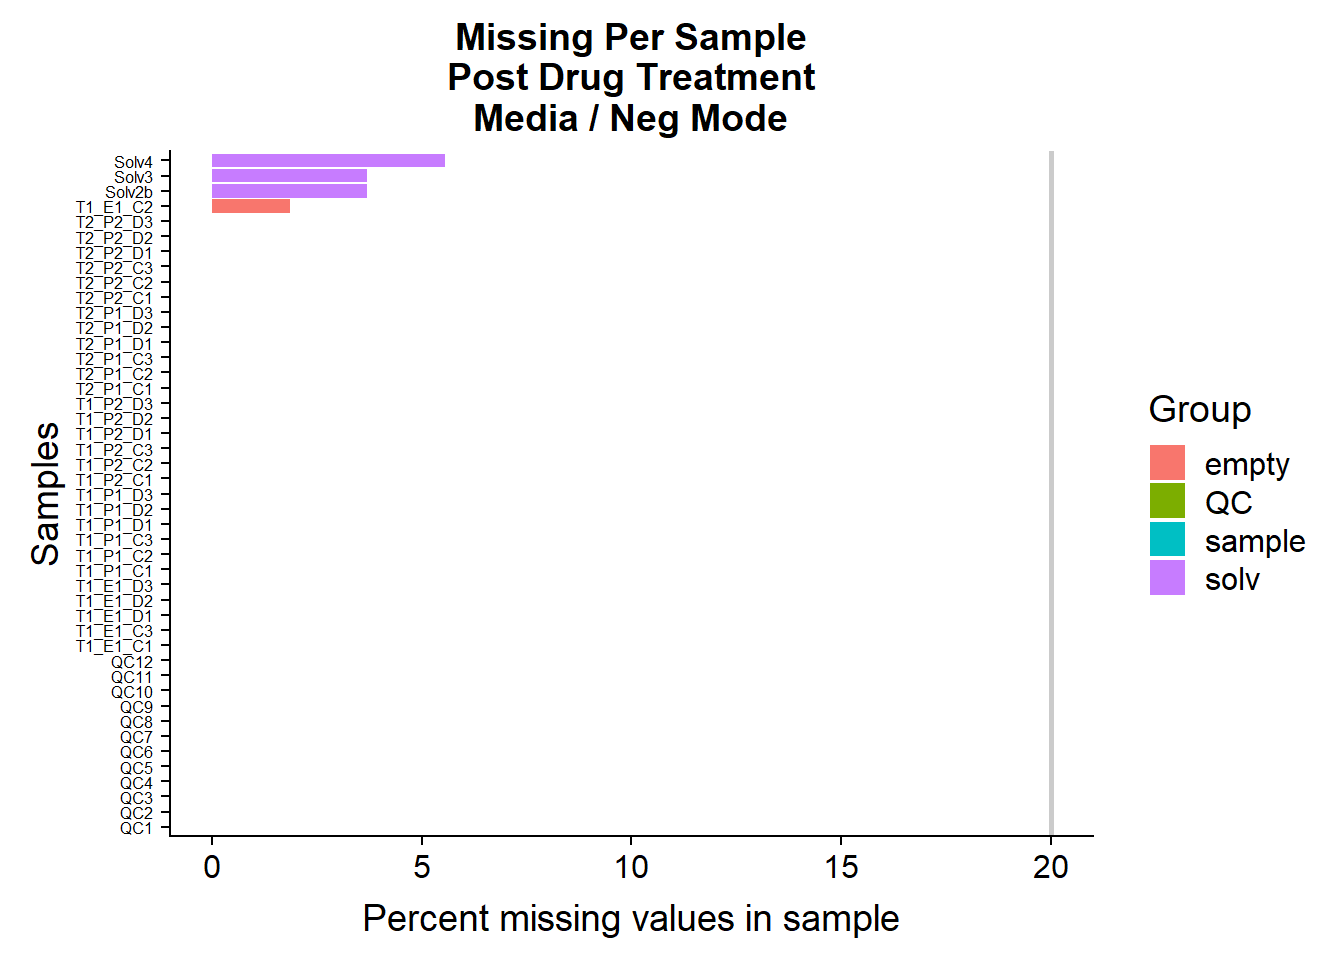 Missing Per Sample
Post Drug Treatment
Media / Neg Mode
Solv4
Solv3
Solv2b
T1_E1_C2
T2_P2_D3
T2_P2_D2
T2_P2_D1
T2_P2_C3
T2_P2_C2
T2_P2_C1
T2_P1_D3
T2_P1_D2
T2_P1_D1
T2_P1_C3
T2_P1_C2
T2_P1_C1
T1_P2_D3
T1_P2_D2
T1_P2_D1
T1_P2_C3
T1_P2_C2
T1_P2_C1
T1_P1_D3
T1_P1_D2
T1_P1_D1
T1_P1_C3
T1_P1_C2
T1_P1_C1
T1_E1_D3
T1_E1_D2
T1_E1_D1
T1_E1_C3
T1_E1_C1
QC12
QC11
QC10
QC9
QC8
QC7
QC6
QC5
QC4
QC3
QC2
QC1
Samples
0 5 10 15 20
Percent missing values in sample
Group
empty
QC
sample
solv